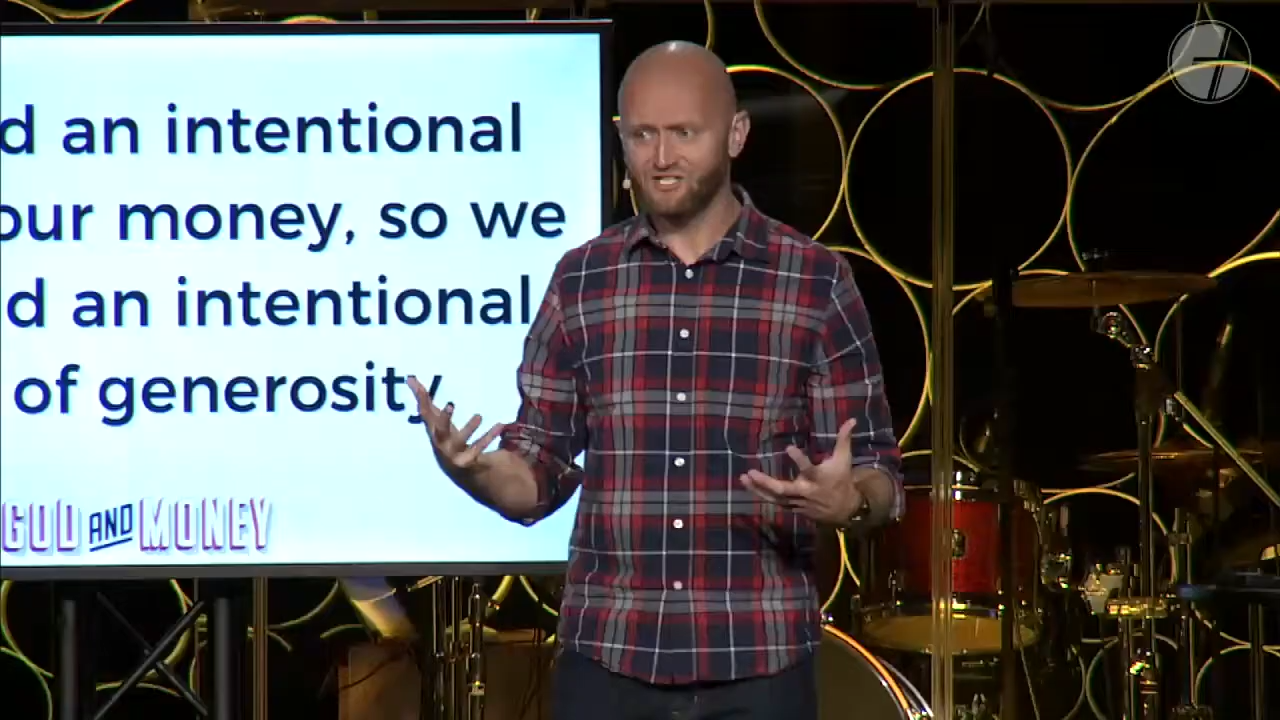 d an intentional
our money, so we
d an intentional
of generosity.
GOD AND MONEY